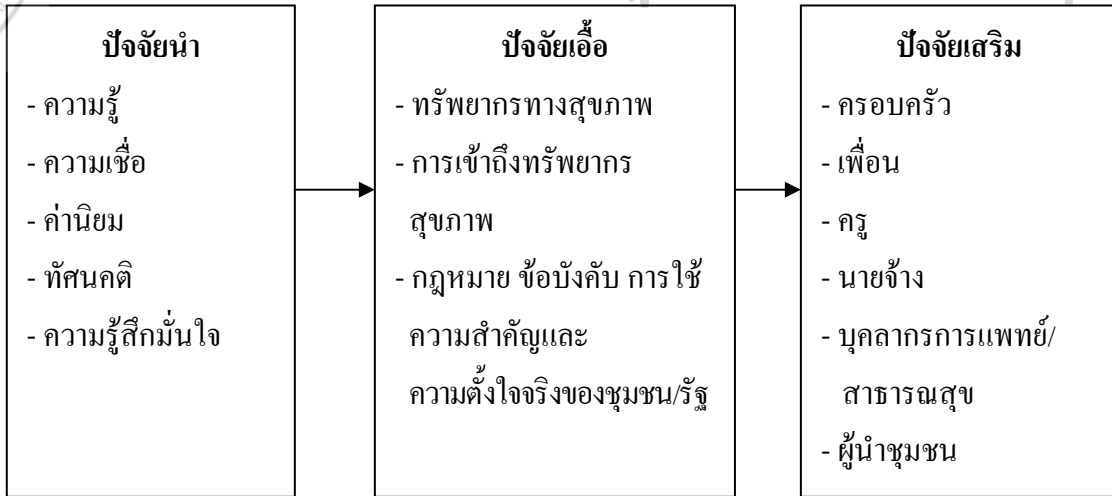 ปัจจัยนำ
- ความรู้
- ความเชื่อ
- ค่านิยม
- ทัศนคติ
- ความรู้สึกมั่นใจ
ปัจจัยเอื้อ
- ทรัพยากรทางสุขภาพ
- การเข้าถึงทรัพยากร
สุขภาพ
- กฎหมาย ข้อบังคับ การใช้
ความสำคัญและ
ความตั้งใจจริงของชุมชน/รัฐ
ปัจจัยเสริม
- ครอบครัว
- เพื่อน
- ครู
- นายจ้าง
- บุคลากรการแพทย์/
สาธารณสุข
- ผู้นำชุมชน